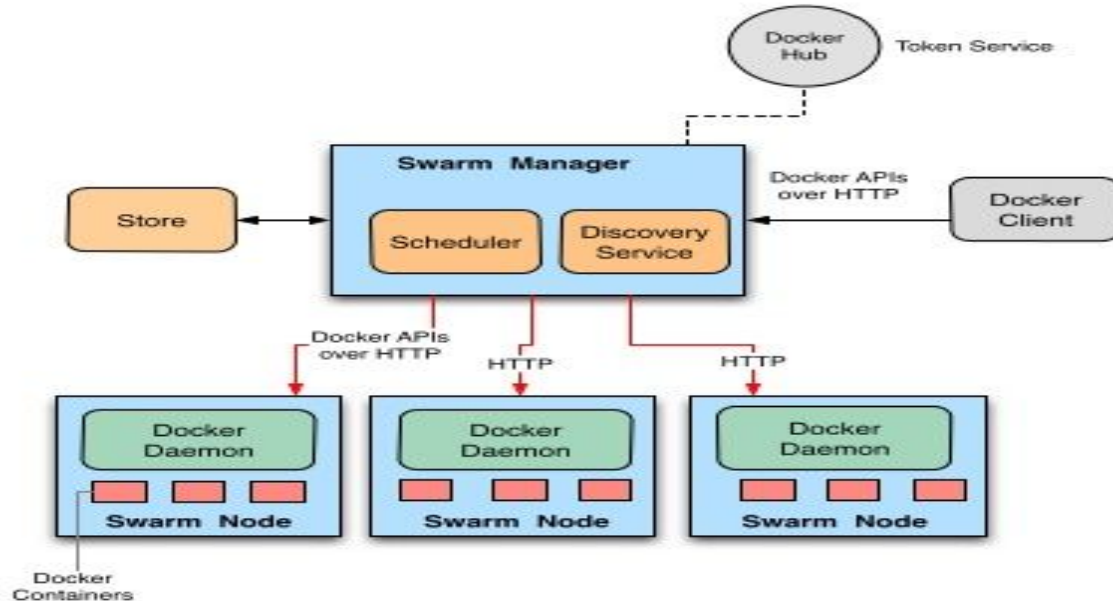 Docker
Hub
Token Service
Swarm Manager
Docker APIs
over HTTP
Store
Scheduler
Discovery
Service
Docker
Client
Docker APIs
over HTTP
HTTP
HTTP
Docker
Daemon
Docker
Daemon
Docker
Daemon
Swarm Node
Swarm Node
Swarm Node
Docker
Containers